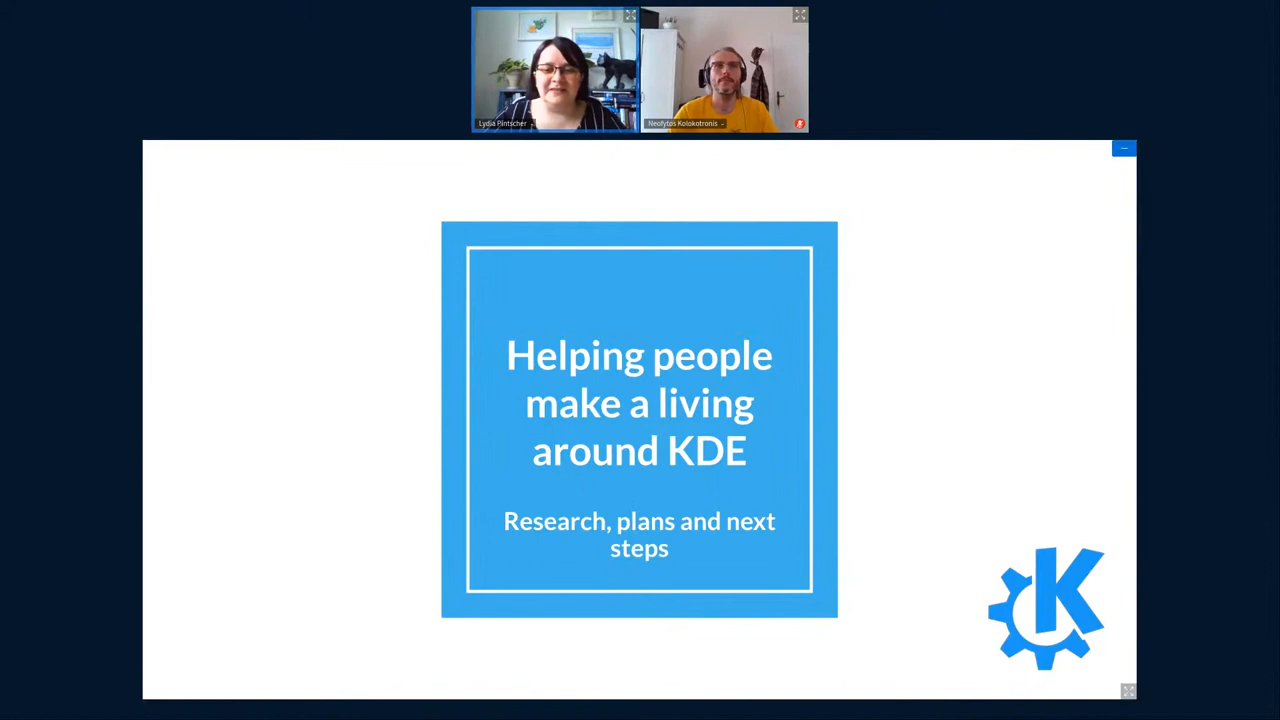 Lydia Pintscher
Neofytos Kolokotronis
Helping people
make a living
around KDE
Research, plans and next
steps
K